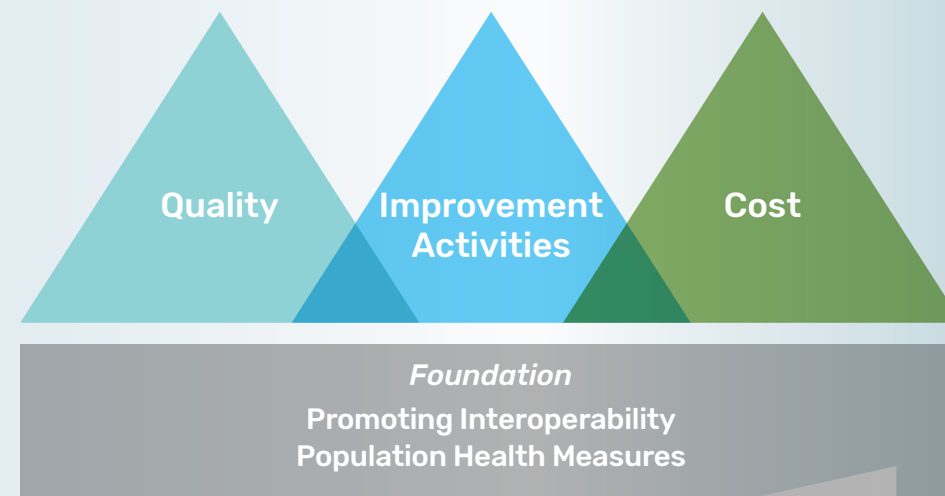 Quality
Improvement
Activities
Cost
Foundation
Promoting Interoperability
Population Health Measures